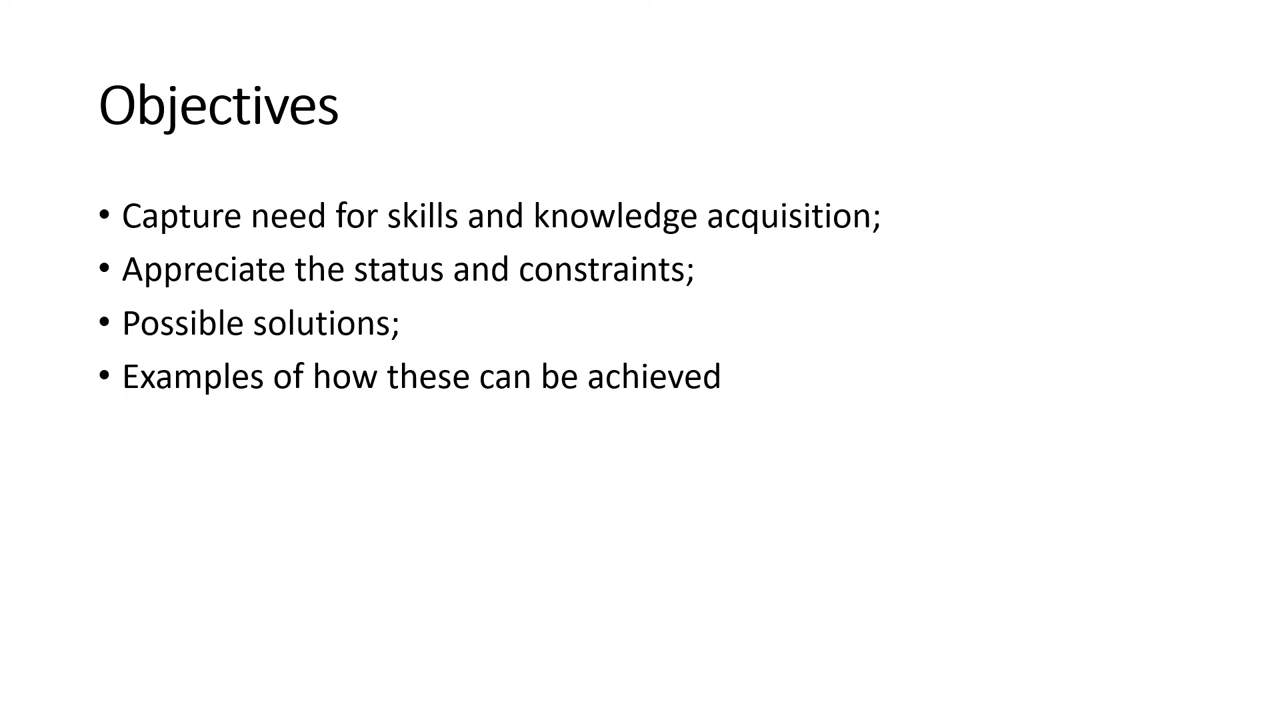 Objectives
• Capture need for skills and knowledge acquisition;
• Appreciate the status and constraints;
• Possible solutions;
• Examples of how these can be achieved